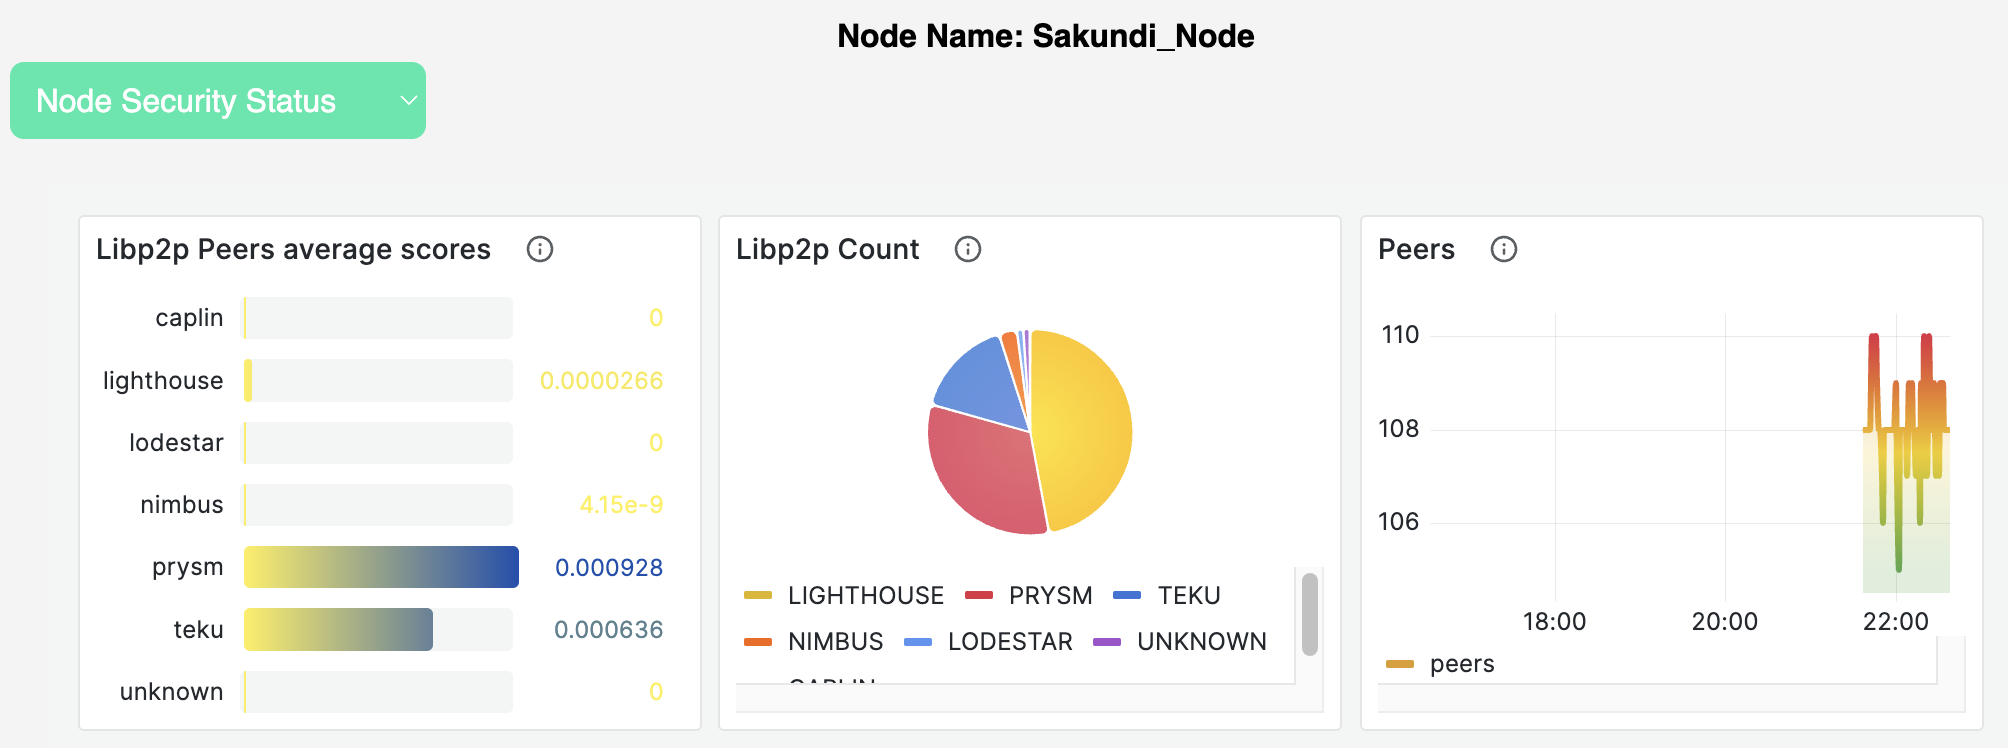 Node Name: Sakundi_Node
Node Security Status
Libp2p Peers average scores
caplin 0
lighthouse 0.0000266
lodestar 0
nimbus 4.15e-9
prysm 0.000928
teku 0.000636
unknown 0
Libp2p Count
LIGHTHOUSE PRYSM TEKU
NIMBUS LODESTAR UNKNOWN
CAPLIN
Peers
110
108
106
18:00 20:00 22:00
peers